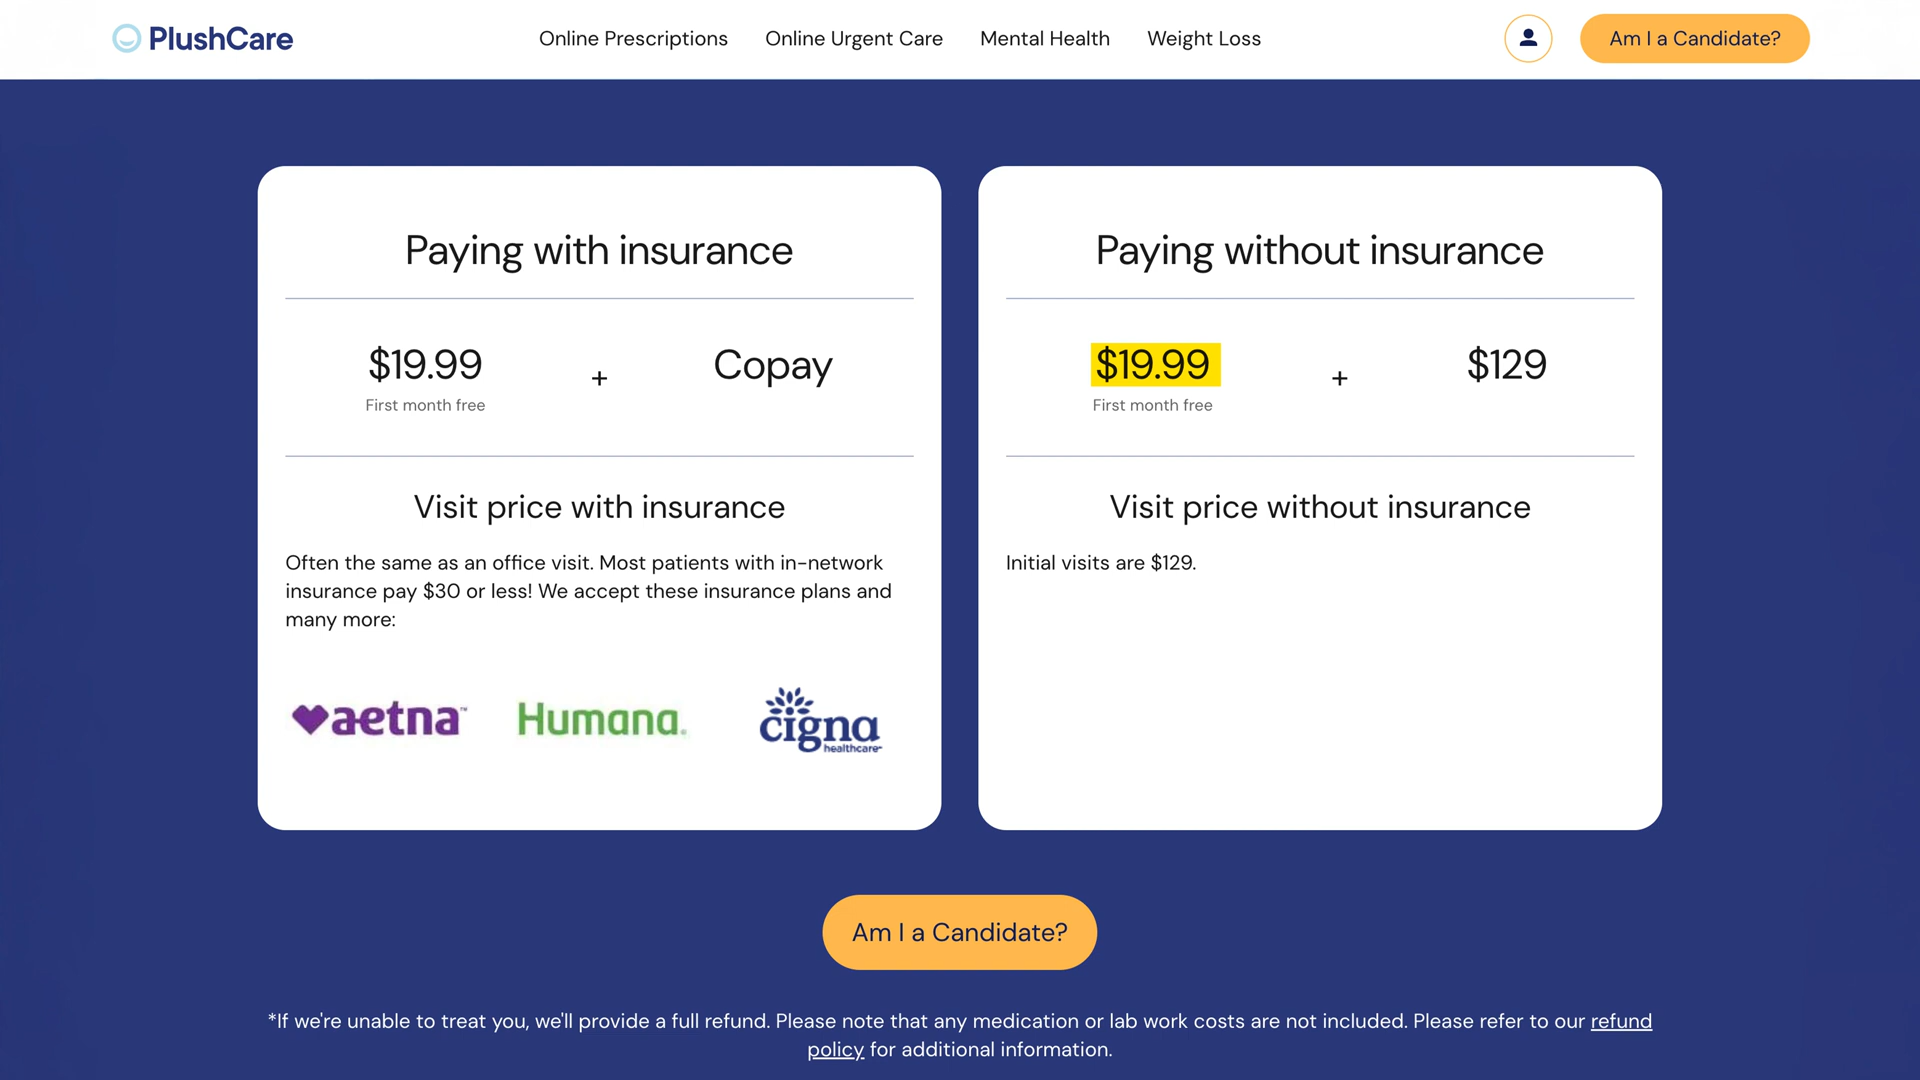 PlushCare
Online Prescriptions
Online Urgent Care
Mental Health
Weight Loss
Am I a Candidate?
Paying with insurance
$19.99
First month free
+
Copay
Visit price with insurance
Often the same as an office visit. Most patients with in-network
insurance pay $30 or less! We accept these insurance plans and
many more:
aetna™
Humana®
cigna
healthcare
Paying without insurance
$19.99
First month free
+
$129
Visit price without insurance
Initial visits are $129.
Am I a Candidate?
*If we're unable to treat you, we'll provide a full refund. Please note that any medication or lab work costs are not included. Please refer to our refund
policy for additional information.